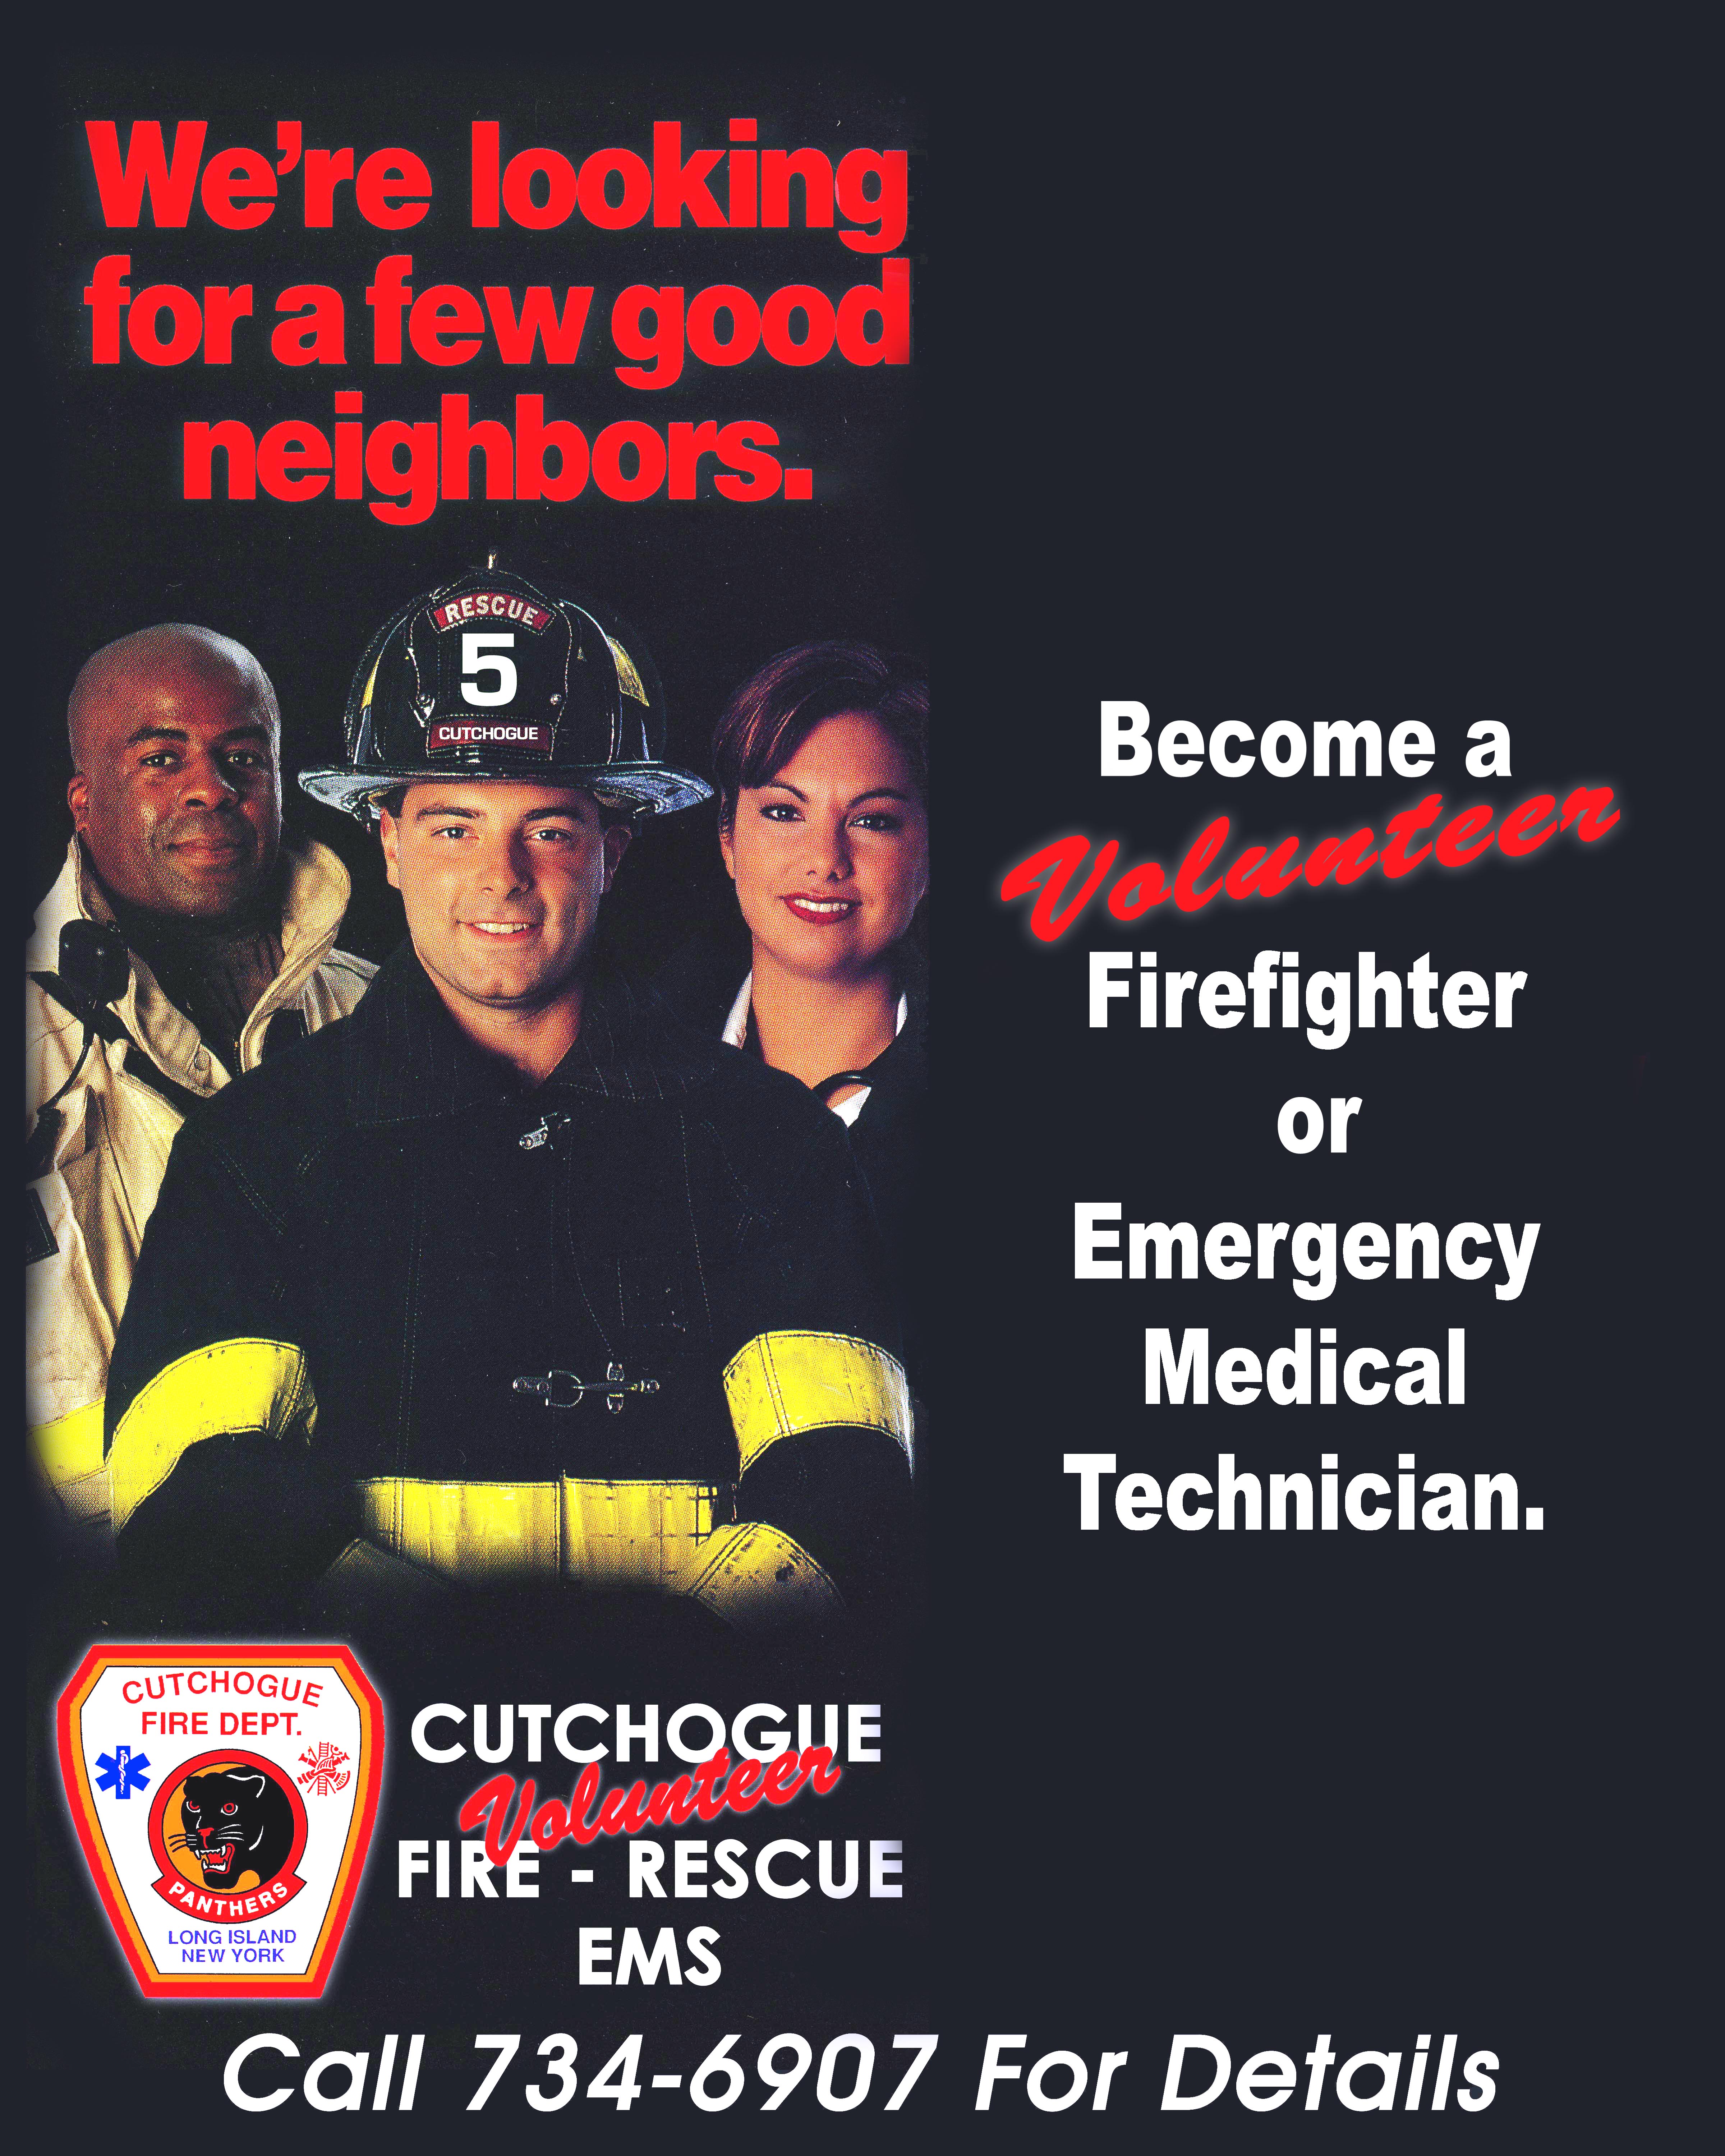 We're looking
for a few good
neighbors.
RESCUE
5
CUTCHOGUE
Become a
Volunteer
Firefighter
or
Emergency
Medical
Technician.
CUTCHOGUE
FIRE DEPT.
PANTHERS
LONG ISLAND
NEW YORK
CUTCHOGUE
Volunteer
FIRE - RESCUE
EMS
Call 734-6907 For Details